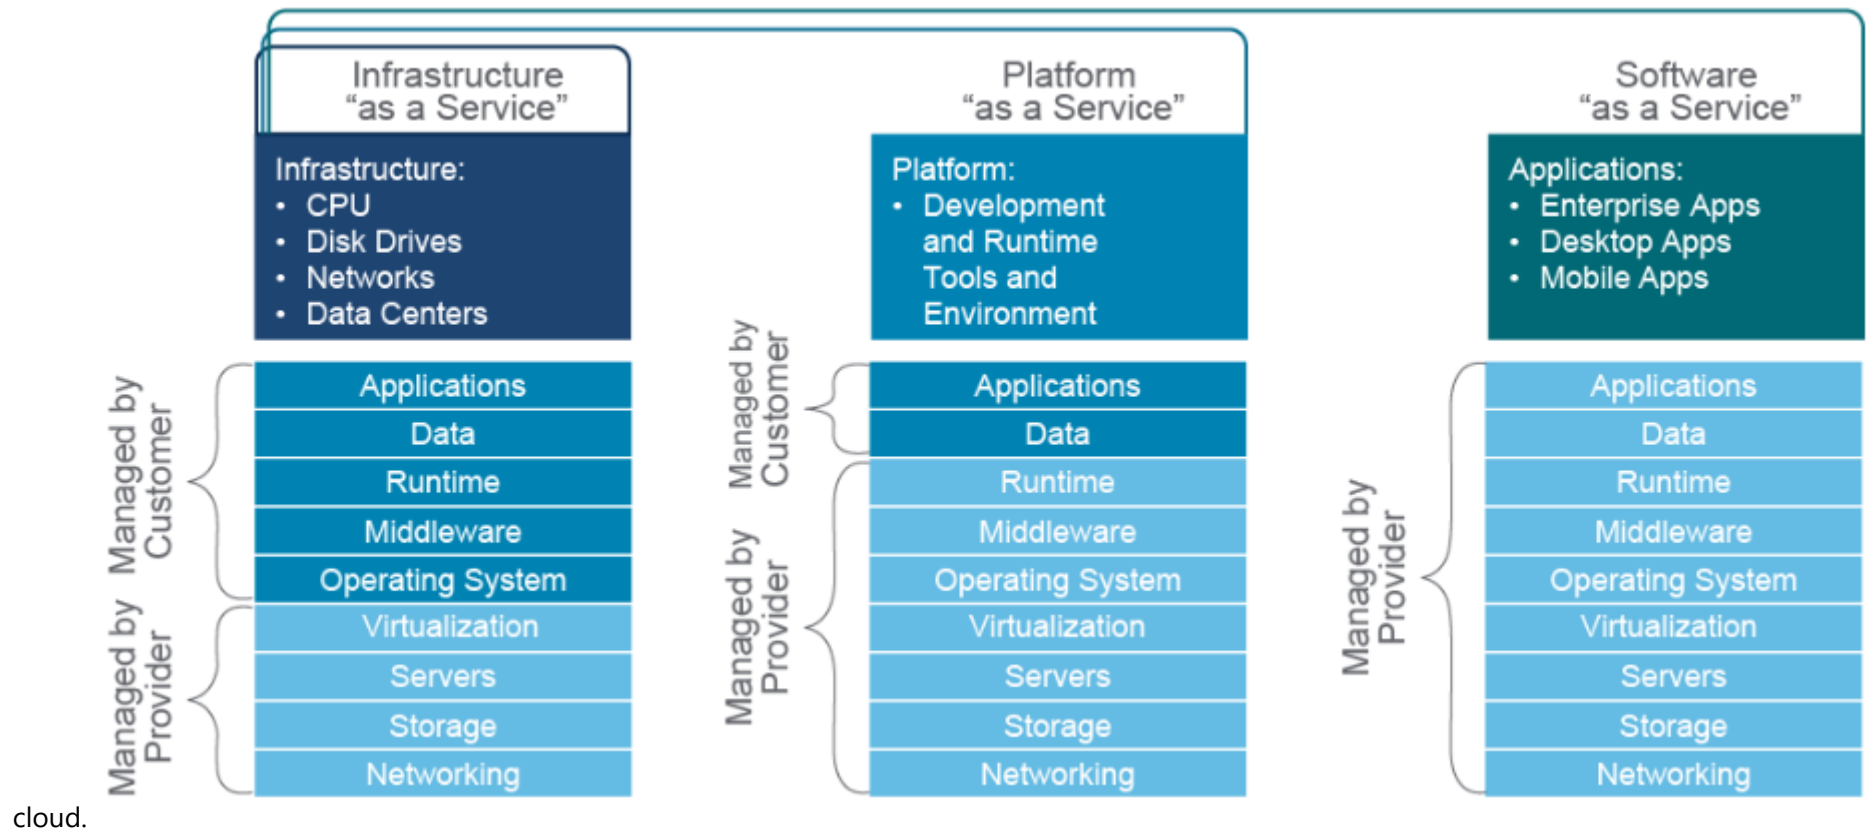 Infrastructure
“as a Service”
Infrastructure:
• CPU
• Disk Drives
• Networks
• Data Centers
Managed by
Customer
Applications
Data
Runtime
Middleware
Operating System
Managed by
Provider
Virtualization
Servers
Storage
Networking
Platform
“as a Service”
Platform:
• Development
and Runtime
Tools and
Environment
Managed by
Customer
Applications
Data
Managed by
Provider
Runtime
Middleware
Operating System
Virtualization
Servers
Storage
Networking
Software
“as a Service”
Applications:
• Enterprise Apps
• Desktop Apps
• Mobile Apps
Managed by
Provider
Applications
Data
Runtime
Middleware
Operating System
Virtualization
Servers
Storage
Networking
cloud.